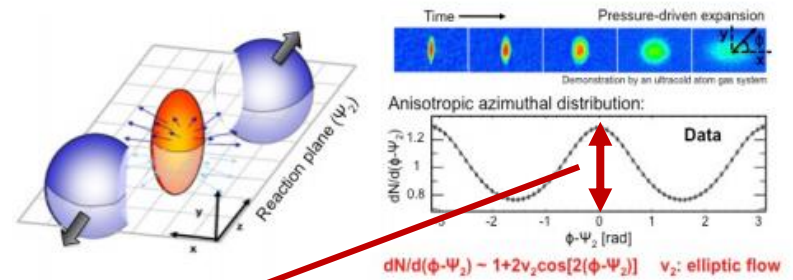 Reaction plane (Ψ₂)
y
z
x
Time
Pressure-driven expansion
y
ϕ
x
Demonstration by an ultracold atom gas system
Anisotropic azimuthal distribution:
dN/d(ϕ-Ψ₂)
1.2
1
0.8
Data
-2
-1
0
1
2
3
ϕ-Ψ₂ [rad]
dN/d(ϕ-Ψ₂) ~ 1+2v₂cos[2(ϕ-Ψ₂)] v₂: elliptic flow